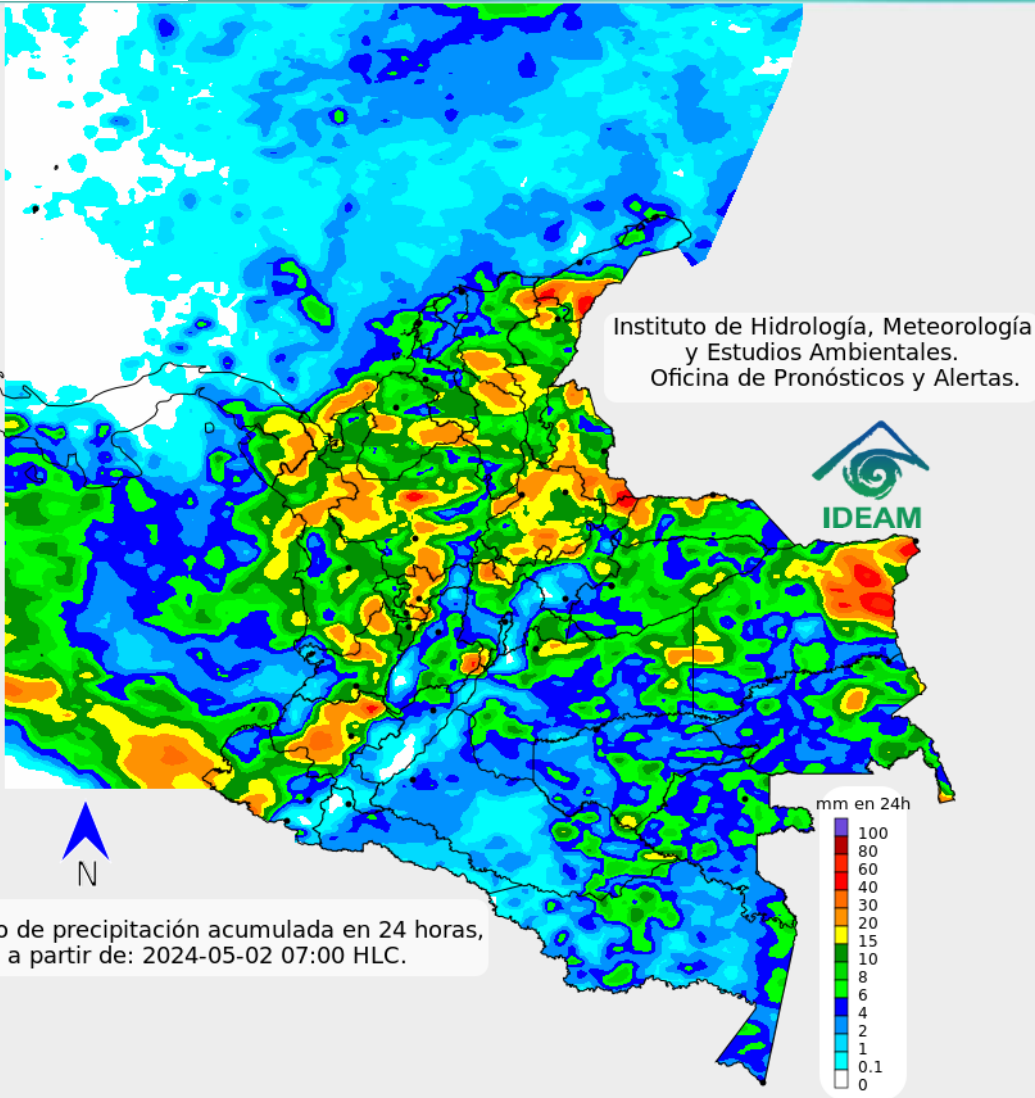 Instituto de Hidrología, Meteorología
y Estudios Ambientales.
Oficina de Pronósticos y Alertas.
IDEAM
mm en 24h
100
80
60
40
30
20
15
10
8
6
4
2
1
0.1
0
N
o de precipitación acumulada en 24 horas,
a partir de: 2024-05-02 07:00 HLC.